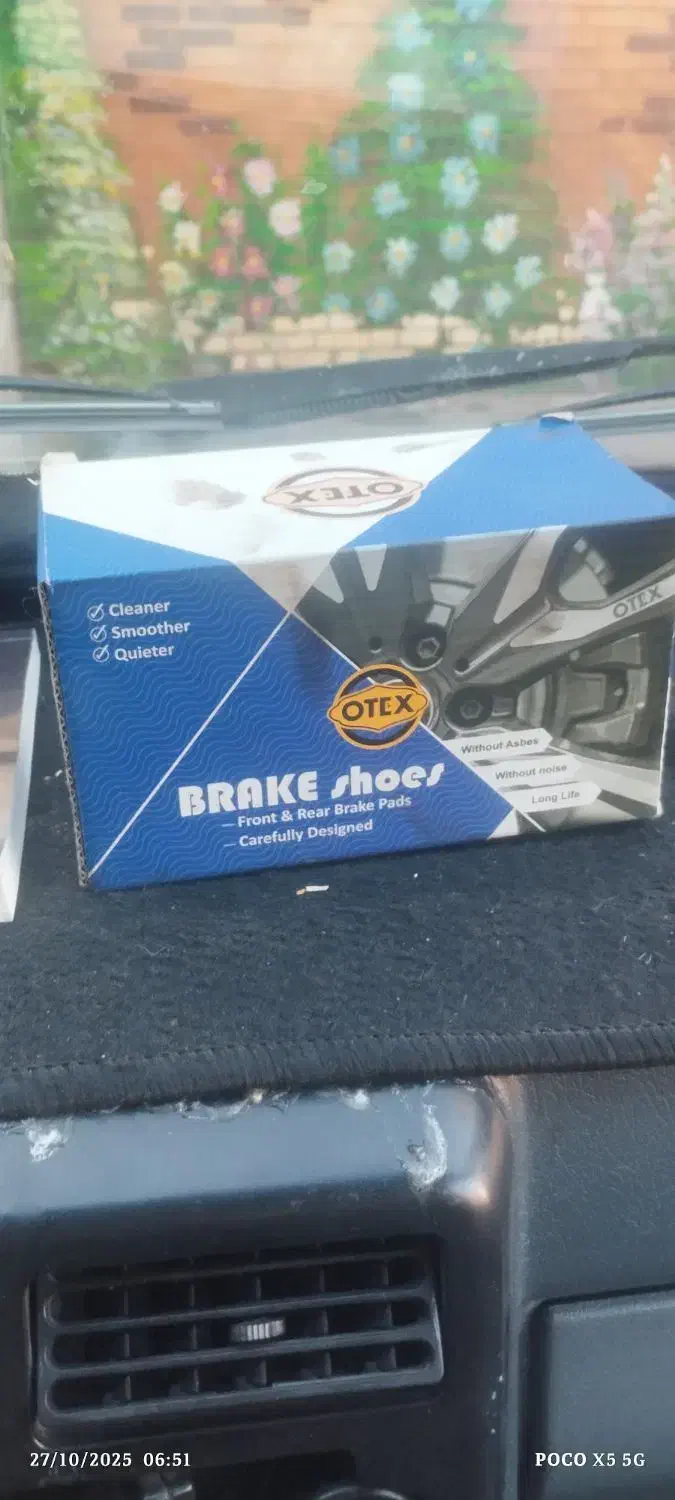 OTEX
Cleaner
Smoother
Quieter
OTEX
OTEX
BRAKE shoes
Front & Rear Brake Pads
Carefully Designed
Without Asbes
Without noise
Long Life
27/10/2025 06:51
POCO X5 5G